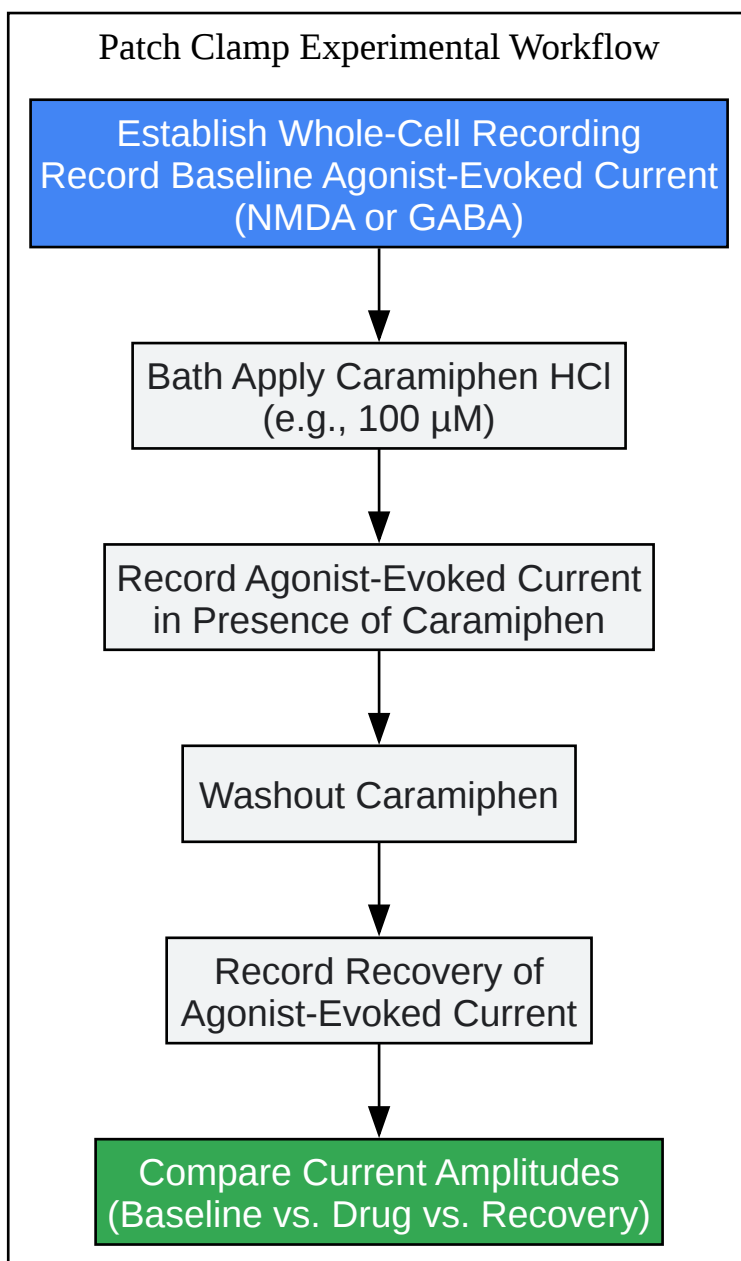 Patch Clamp Experimental Workflow
Establish Whole-Cell Recording
Record Baseline Agonist-Evoked Current
(NMDA or GABA)
Bath Apply Caramiphen HCl
(e.g., 100 µM)
Record Agonist-Evoked Current
in Presence of Caramiphen
Washout Caramiphen
Record Recovery of
Agonist-Evoked Current
Compare Current Amplitudes
(Baseline vs. Drug vs. Recovery)